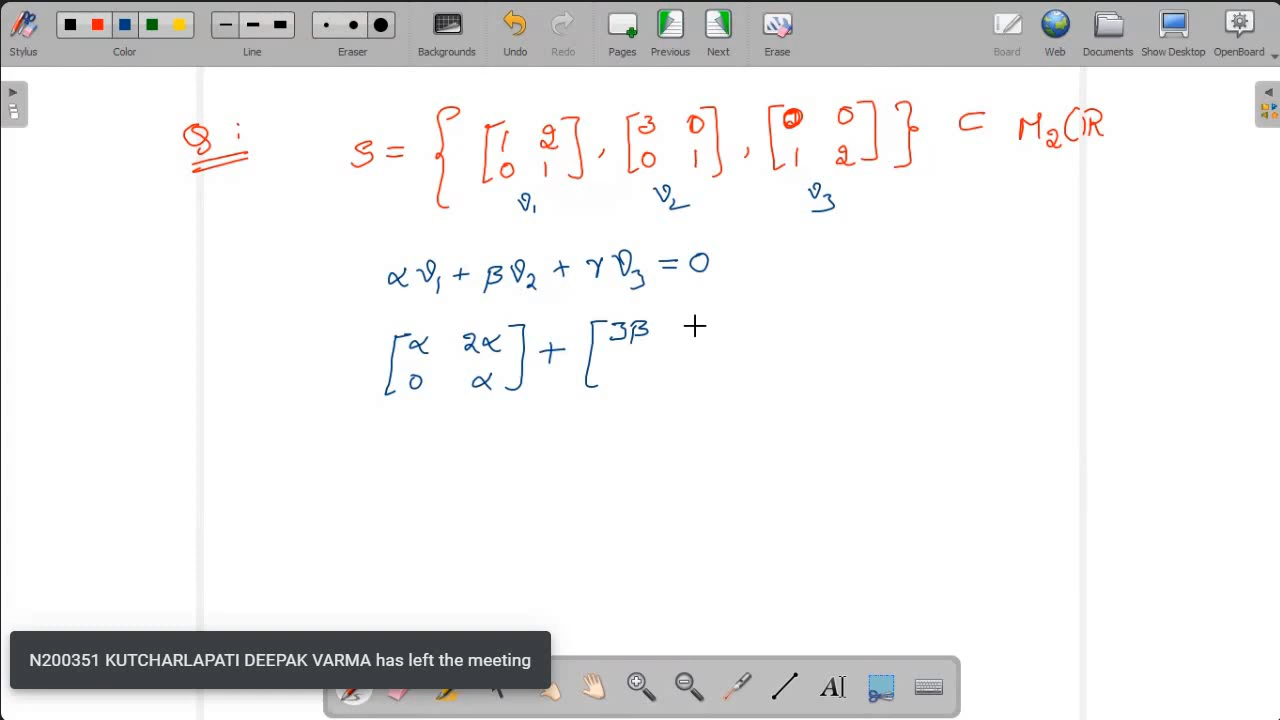 Stylus
Color
Line
Eraser
Backgrounds
Undo
Redo
Pages
Previous
Next
Erase
Board
Web
Documents
Show Desktop
OpenBoard
Q : S = { [1 2 0 1] , [3 0 0 1] , [0 0 1 2] } ⊂ M₂(ℝ
v₁ v₂ v₃
αv₁ + βv₂ + γv₃ = 0
[α 2α 0 α] + [3β
N200351 KUTCHARLAPATI DEEPAK VARMA has left the meeting
AI